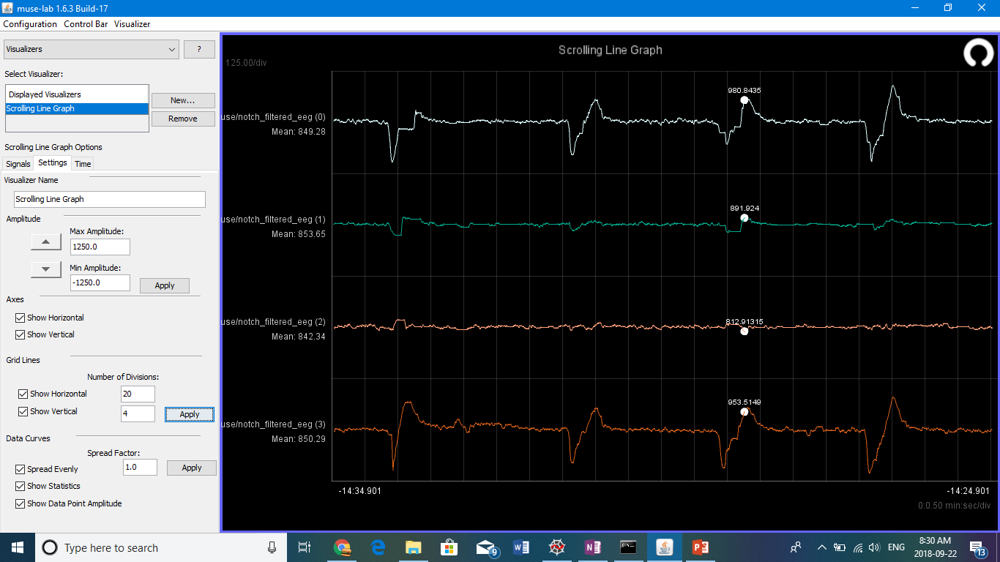 muse-lab 1.6.3 Build-17
Configuration Control Bar Visualizer
Visualizers
?
Select Visualizer:
Displayed Visualizers
Scrolling Line Graph
New...
Remove
Scrolling Line Graph Options
Signals Settings Time
Visualizer Name
Scrolling Line Graph
Amplitude
Max Amplitude:
1250.0
Min Amplitude:
-1250.0
Apply
Axes
Show Horizontal
Show Vertical
Grid Lines
Number of Divisions:
Show Horizontal 20
Show Vertical 4 Apply
Data Curves
Spread Factor:
Spread Evenly 1.0 Apply
Show Statistics
Show Data Point Amplitude
Scrolling Line Graph
125.00/div
980.8435
use/notch_filtered_eeg (0)
Mean: 849.28
891.924
use/notch_filtered_eeg (1)
Mean: 853.65
812.91315
use/notch_filtered_eeg (2)
Mean: 842.34
953.5149
use/notch_filtered_eeg (3)
Mean: 850.29
-14:34.901 -14:24.901
0:0.50 min:sec/div
Type here to search
9
ENG
8:30 AM
2018-09-22
13